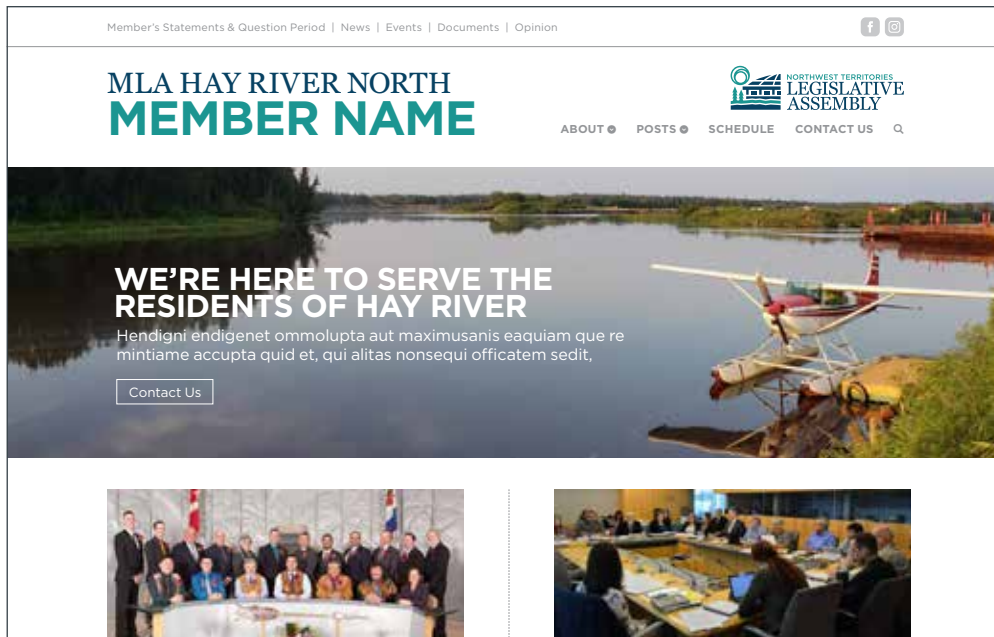 Member's Statements & Question Period | News | Events | Documents | Opinion
MLA HAY RIVER NORTH
MEMBER NAME
NORTHWEST TERRITORIES
LEGISLATIVE
ASSEMBLY
ABOUT POSTS SCHEDULE CONTACT US
WE'RE HERE TO SERVE THE
RESIDENTS OF HAY RIVER
Hendigni endigenet ommolupta aut maximusanis eaquiam que re
mintiame accupta quid et, qui alitas nonsequi officatem sedit,
Contact Us